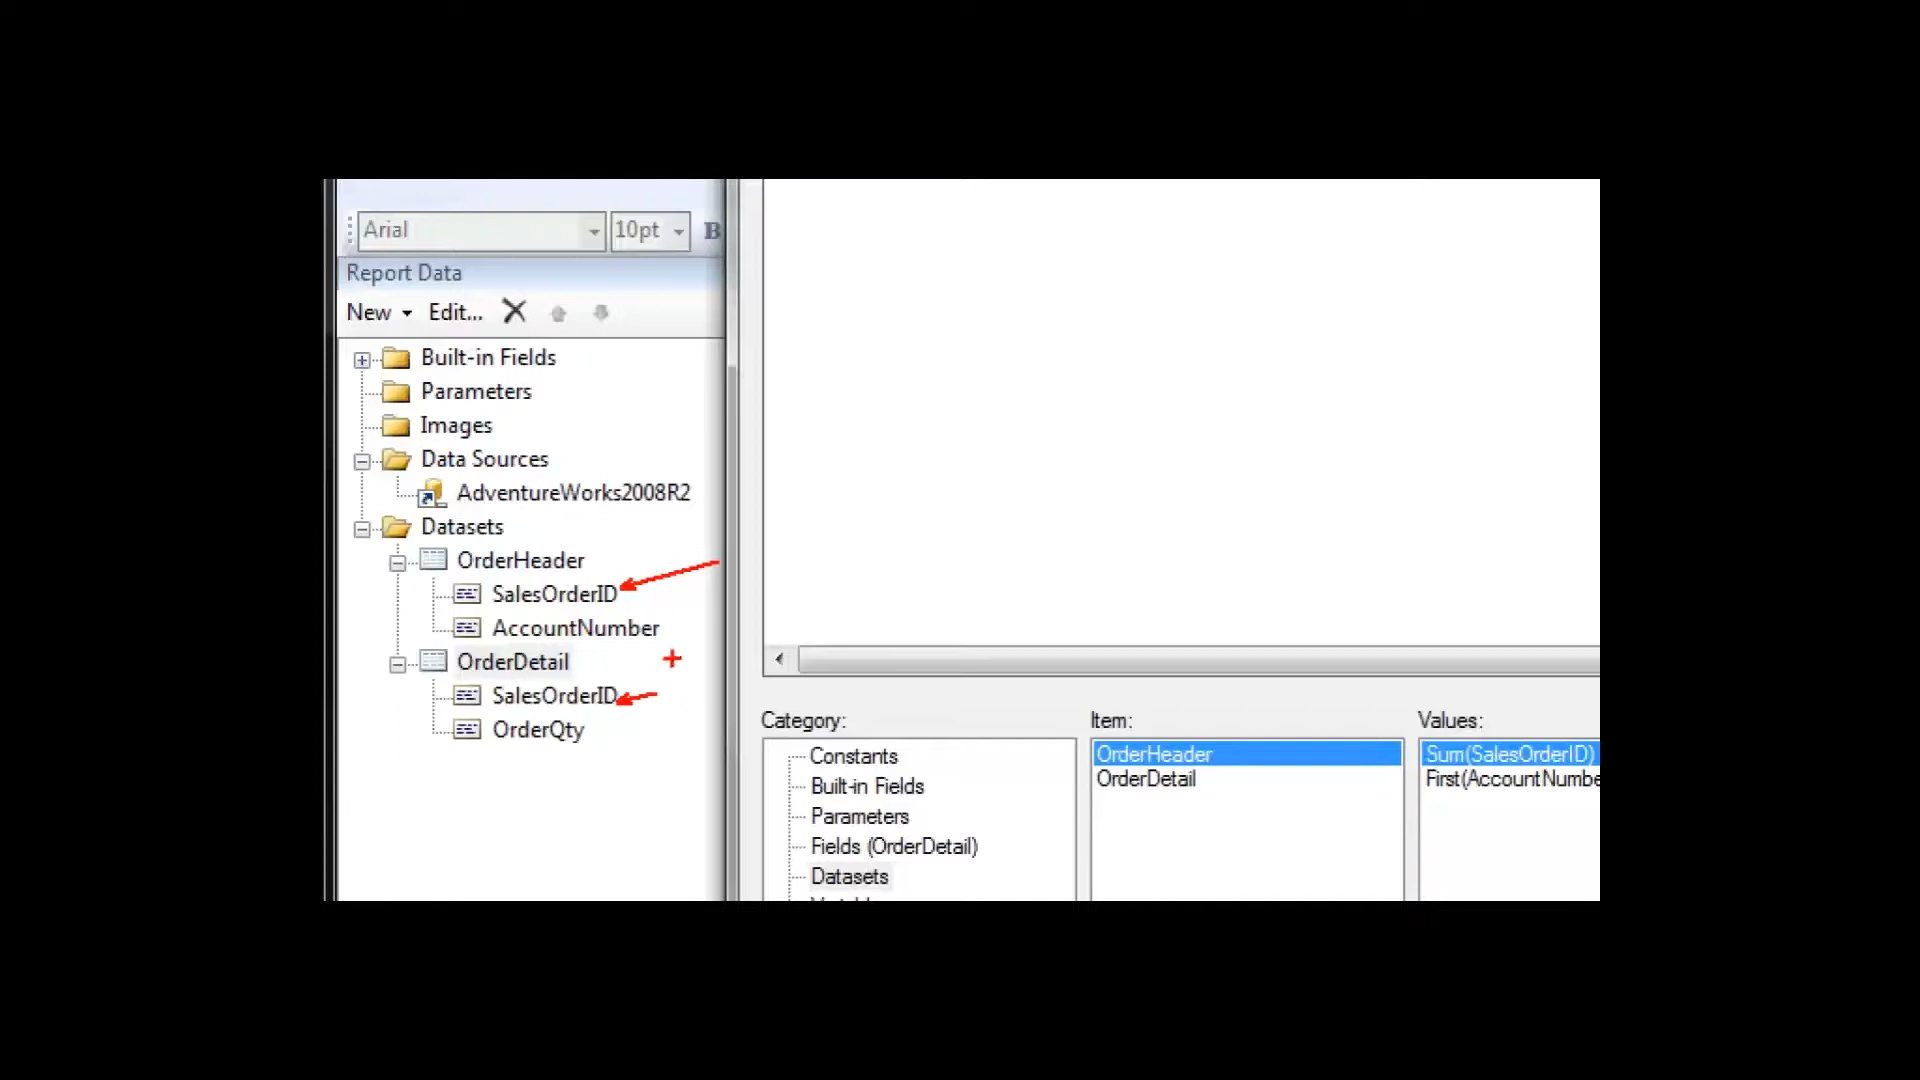 Arial 10pt B
Report Data
New Edit...
Built-in Fields
Parameters
Images
Data Sources
AdventureWorks2008R2
Datasets
OrderHeader
SalesOrderID
AccountNumber
OrderDetail
SalesOrderID
OrderQty
Category:
Constants
Built-in Fields
Parameters
Fields (OrderDetail)
Datasets
Item:
OrderHeader
OrderDetail
Values:
Sum(SalesOrderID)
First(AccountNumbe